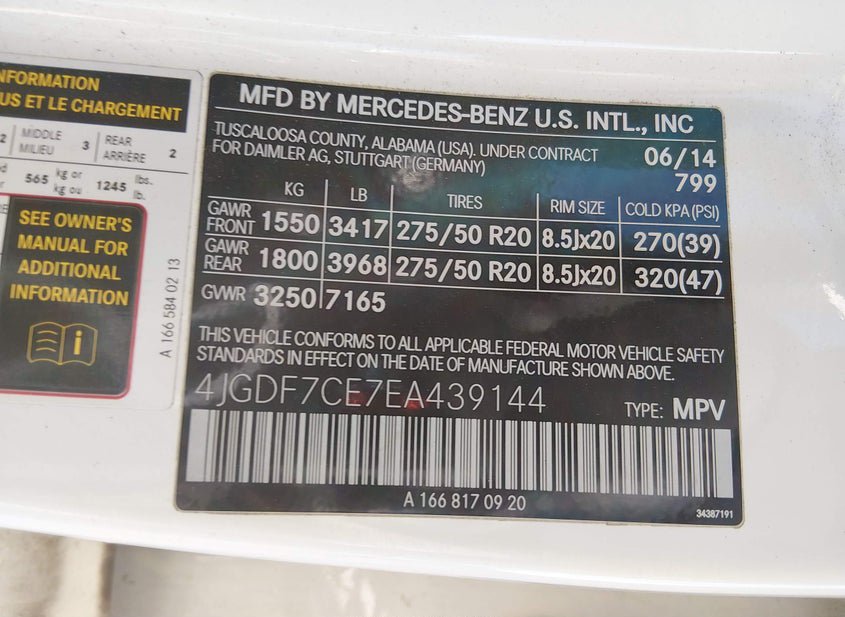 NFORMATION
US ET LE CHARGEMENT
2 MIDDLE MILIEU 3 REAR ARRIÈRE 2
565 kg or kg ou 1245 lbs. lb.
SEE OWNER'S
MANUAL FOR
ADDITIONAL
INFORMATION
A 166 584 02 13
MFD BY MERCEDES-BENZ U.S. INTL., INC
TUSCALOOSA COUNTY, ALABAMA (USA). UNDER CONTRACT
FOR DAIMLER AG, STUTTGART (GERMANY)
06/14
799
KG LB TIRES RIM SIZE COLD KPA (PSI)
GAWR FRONT 1550 3417 275/50 R20 8.5Jx20 270(39)
GAWR REAR 1800 3968 275/50 R20 8.5Jx20 320(47)
GWR 3250 7165
THIS VEHICLE CONFORMS TO ALL APPLICABLE FEDERAL MOTOR VEHICLE SAFETY
STANDARDS IN EFFECT ON THE DATE OF MANUFACTURE SHOWN ABOVE.
4JGDF7CE7EA439144
TYPE: MPV
A 166 817 09 20
34387191